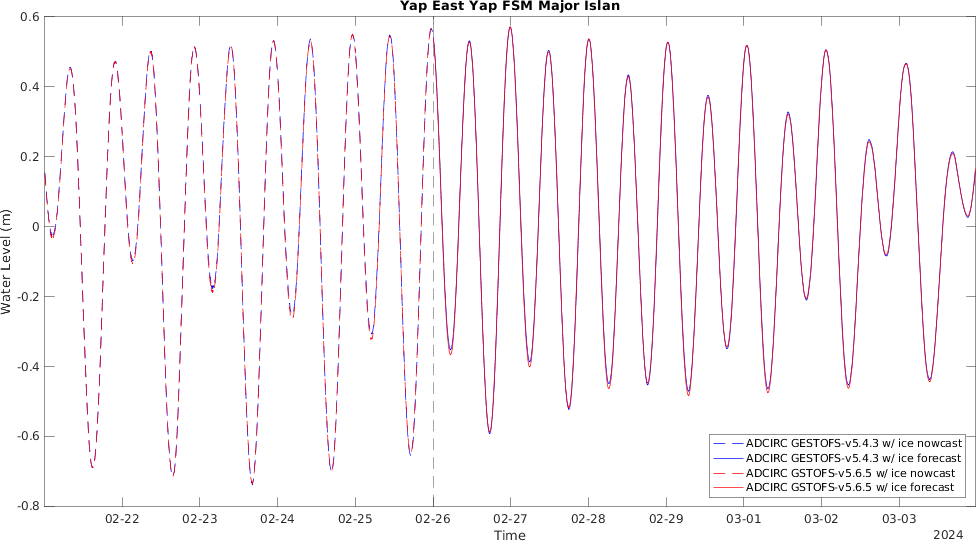 Yap East Yap FSM Major Islan
0.6
0.4
0.2
0
-0.2
-0.4
-0.6
-0.8
Water Level (m)
ADCIRC GESTOFS-v5.4.3 w/ ice nowcast
ADCIRC GESTOFS-v5.4.3 w/ ice forecast
ADCIRC GSTOFS-v5.6.5 w/ ice nowcast
ADCIRC GSTOFS-v5.6.5 w/ ice forecast
02-22 02-23 02-24 02-25 02-26 02-27 02-28 02-29 03-01 03-02 03-03
Time
2024